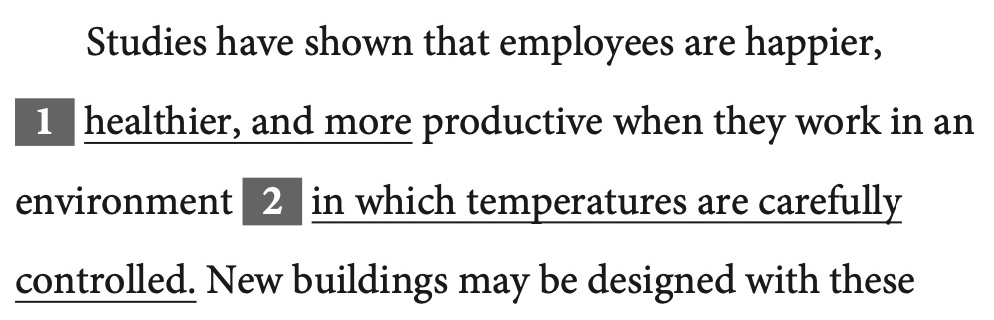 Studies have shown that employees are happier,
1 healthier, and more productive when they work in an
environment 2 in which temperatures are carefully
controlled. New buildings may be designed with these